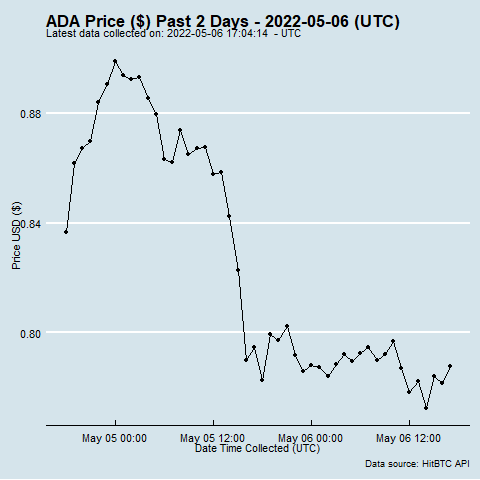 ADA Price ($) Past 2 Days - 2022-05-06 (UTC)
Latest data collected on: 2022-05-06 17:04:14 - UTC
0.88
0.84
0.80
Price USD ($)
May 05 00:00 May 05 12:00 May 06 00:00 May 06 12:00
Date Time Collected (UTC)
Data source: HitBTC API